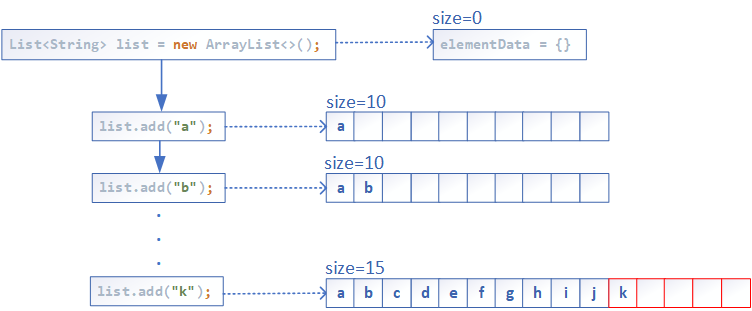 size=0
List<String> list = new ArrayList<>();
elementData = {}
size=10
list.add("a");
a
size=10
list.add("b");
a b
.
.
.
size=15
list.add("k");
a b c d e f g h i j k